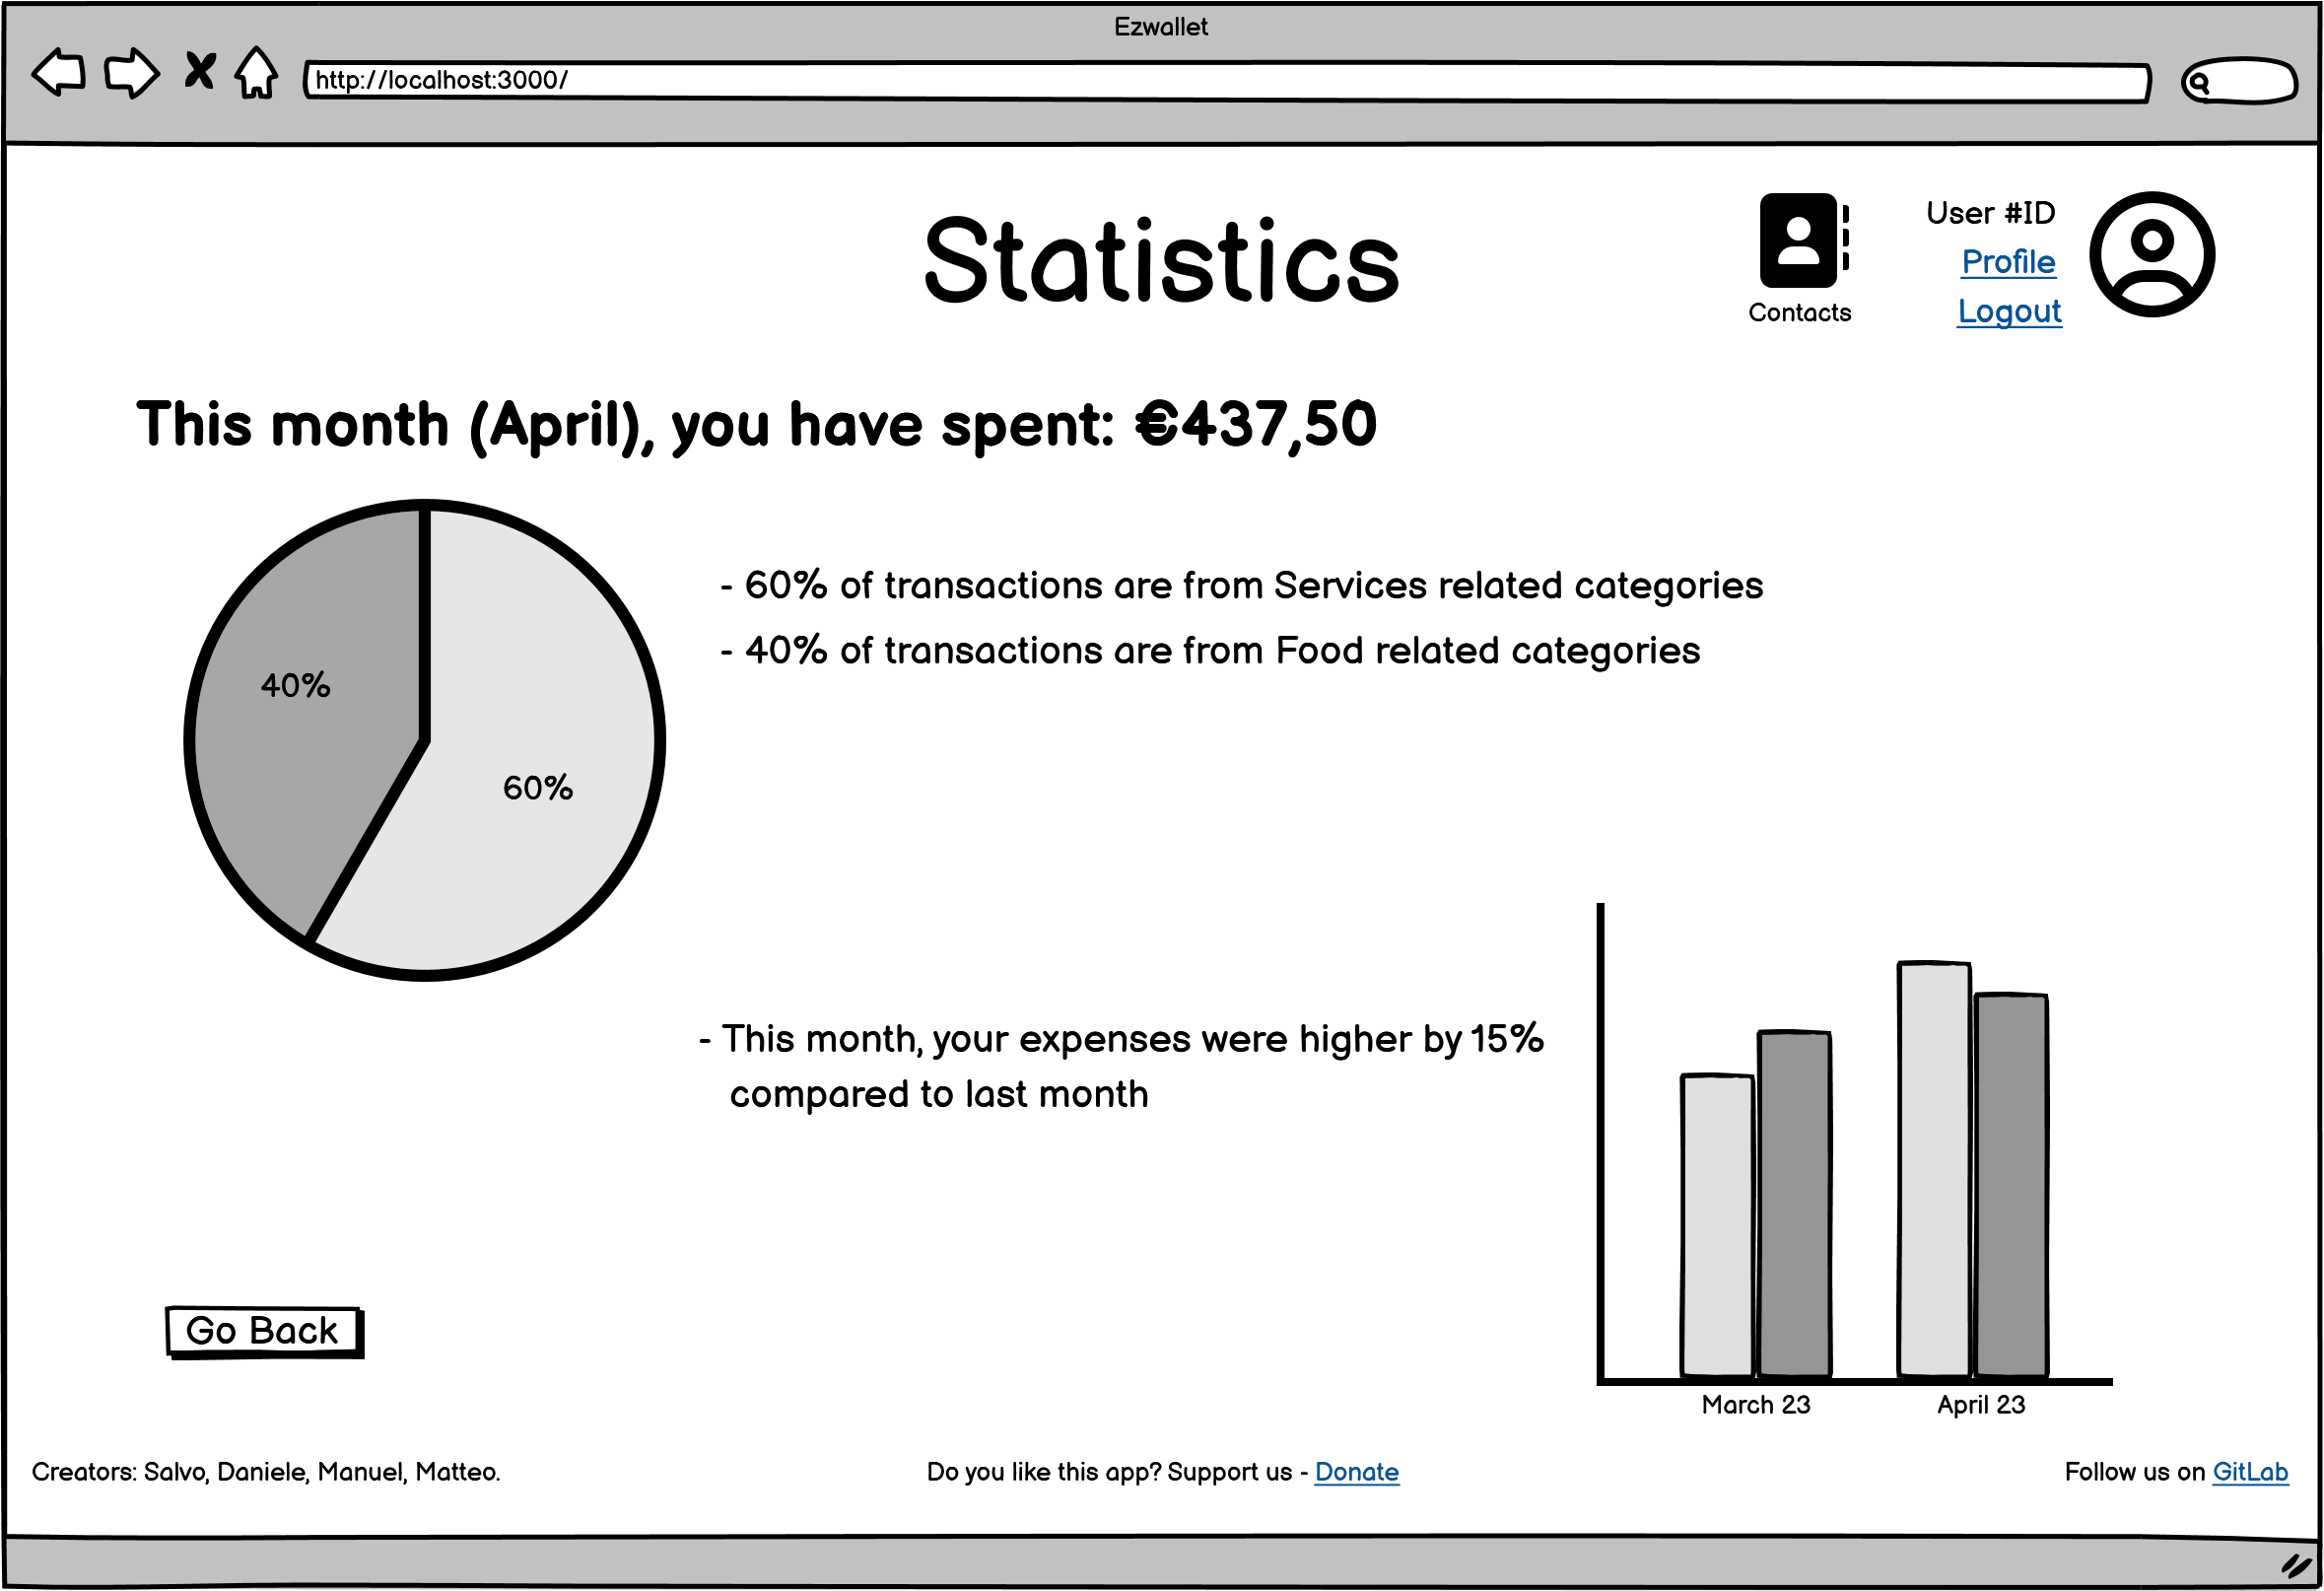 Ezwallet
http://localhost:3000/
Statistics
User #ID
Profile
Logout
Contacts
This month (April), you have spent: €437,50
- 60% of transactions are from Services related categories
- 40% of transactions are from Food related categories
40%
60%
- This month, your expenses were higher by 15%
compared to last month
Go Back
March 23
April 23
Creators: Salvo, Daniele, Manuel, Matteo.
Do you like this app? Support us - Donate
Follow us on GitLab